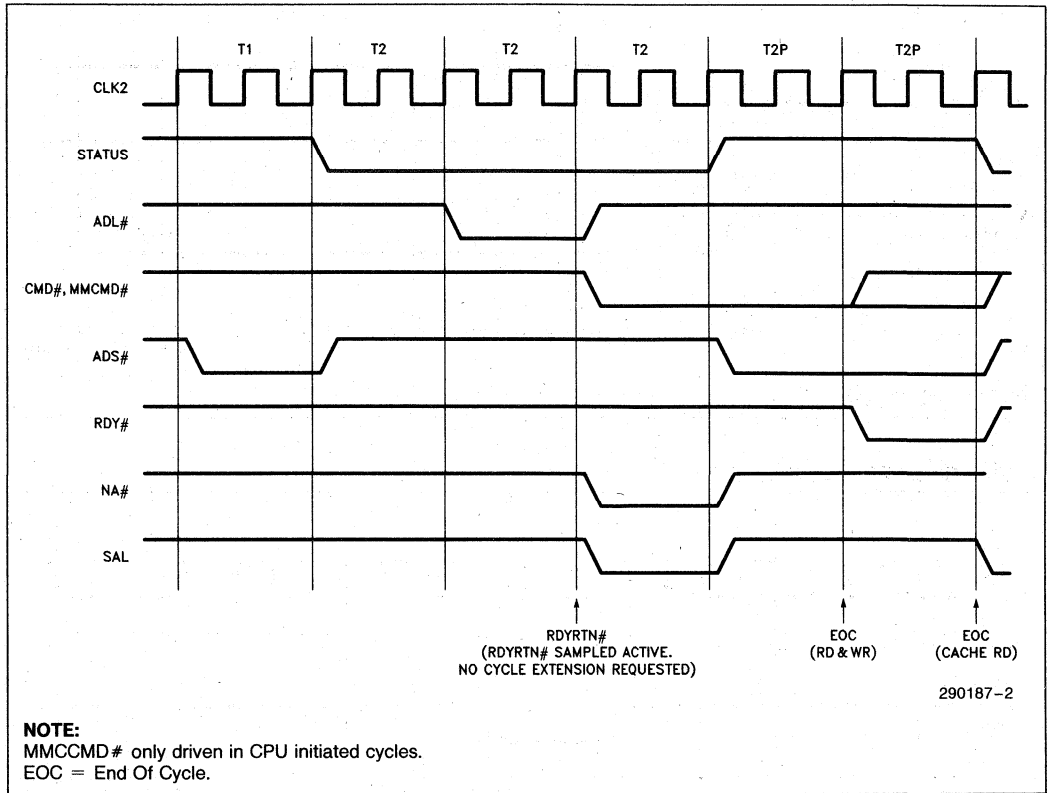 T1 T2 T2 T2 T2P T2P
CLK2
STATUS
ADL#
CMD#, MMCMD#
ADS#
RDY#
NA#
SAL
RDYRTN#
(RDYRTN# SAMPLED ACTIVE.
NO CYCLE EXTENSION REQUESTED)
EOC
(RD & WR)
EOC
(CACHE RD)
290187–2
NOTE:
MMCCMD# only driven in CPU initiated cycles.
EOC = End Of Cycle.